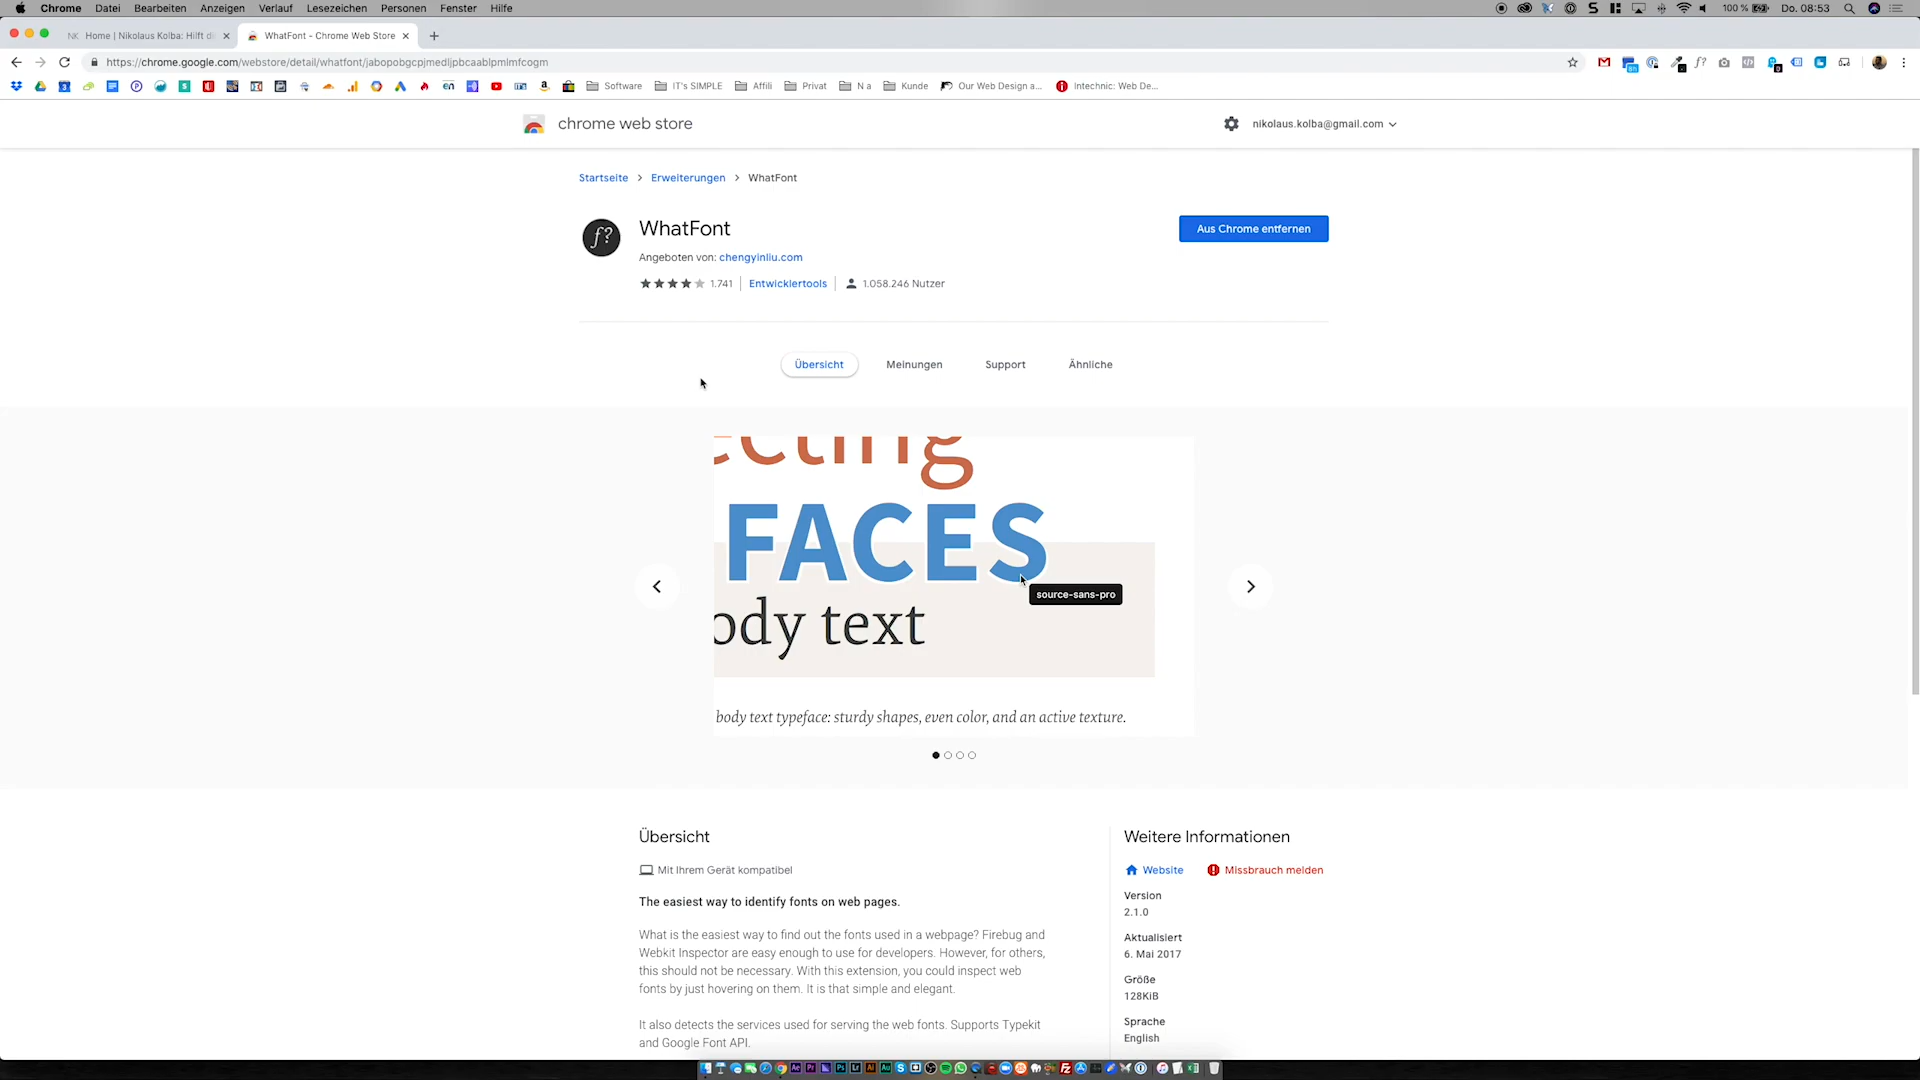 Chrome Datei Bearbeiten Anzeigen Verlauf Lesezeichen Personen Fenster Hilfe 100 % Do. 08:53
Home | Nikolaus Kolba: Hilft di
WhatFont - Chrome Web Store
https://chrome.google.com/webstore/detail/whatfont/jabopobgcpjmedljpbcaablpmlmfcogm
Software IT's SIMPLE Affili Privat N a Kunde Our Web Design a... Intechnic: Web De...
chrome web store
nikolaus.kolba@gmail.com
Startseite > Erweiterungen > WhatFont
f?
WhatFont
Aus Chrome entfernen
Angeboten von: chengyinliu.com
1.741 Entwicklertools 1.058.246 Nutzer
Übersicht Meinungen Support Ähnliche
ecting
FACES
source-sans-pro
ody text
body text typeface: sturdy shapes, even color, and an active texture.
Übersicht
Mit Ihrem Gerät kompatibel
The easiest way to identify fonts on web pages.
What is the easiest way to find out the fonts used in a webpage? Firebug and
Webkit Inspector are easy enough to use for developers. However, for others,
this should not be necessary. With this extension, you could inspect web
fonts by just hovering on them. It is that simple and elegant.
It also detects the services used for serving the web fonts. Supports Typekit
and Google Font API.
Weitere Informationen
Website Missbrauch melden
Version
2.1.0
Aktualisiert
6. Mai 2017
Größe
128KiB
Sprache
English